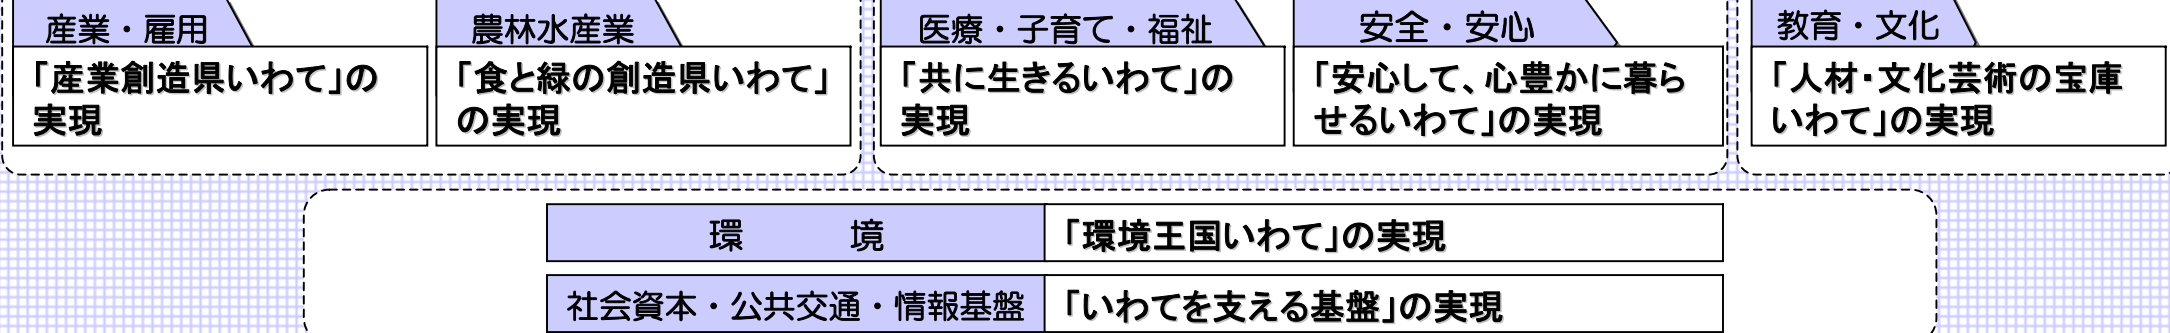 産業・雇用
「産業創造県いわて」の
実現
農林水産業
「食と緑の創造県いわて」
の実現
医療・子育て・福祉
「共に生きるいわて」の
実現
安全・安心
「安心して、心豊かに暮ら
せるいわて」の実現
教育・文化
「人材・文化芸術の宝庫
いわて」の実現
環　　　境　「環境王国いわて」の実現
社会資本・公共交通・情報基盤　「いわてを支える基盤」の実現